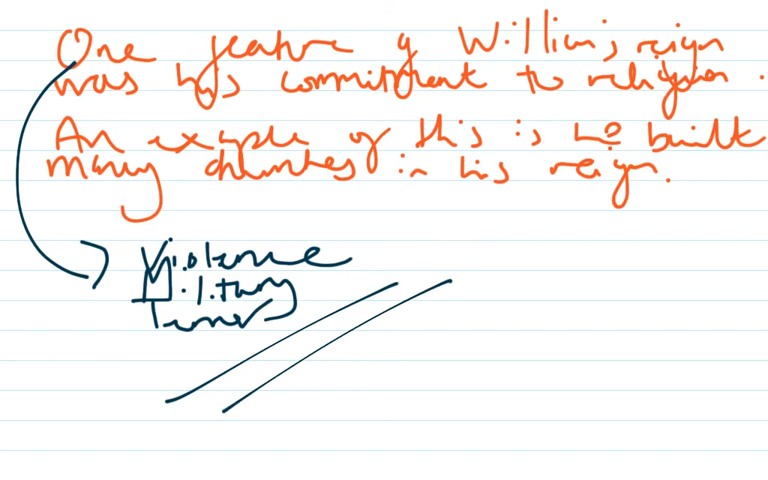 One feature of William's reign
was his commitment to religion.
An example of this is he built
many churches in his reign.
Violence
Military
Terror